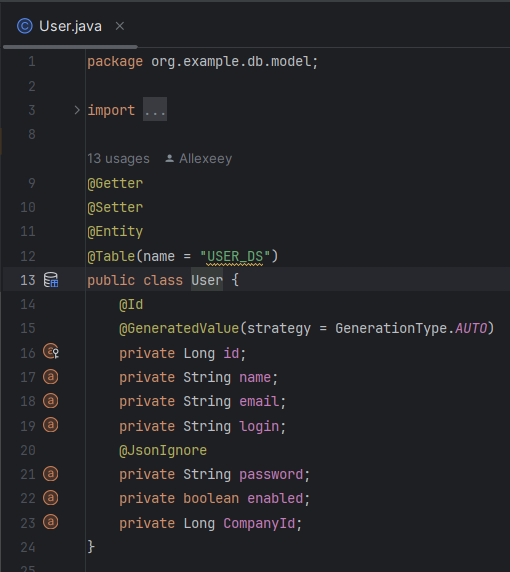 User.java
1 package org.example.db.model;
2
3 import ...
8
13 usages Allexeey
9 @Getter
10 @Setter
11 @Entity
12 @Table(name = "USER_DS")
13 public class User {
14 @Id
15 @GeneratedValue(strategy = GenerationType.AUTO)
16 private Long id;
17 private String name;
18 private String email;
19 private String login;
20 @JsonIgnore
21 private String password;
22 private boolean enabled;
23 private Long CompanyId;
24 }
25